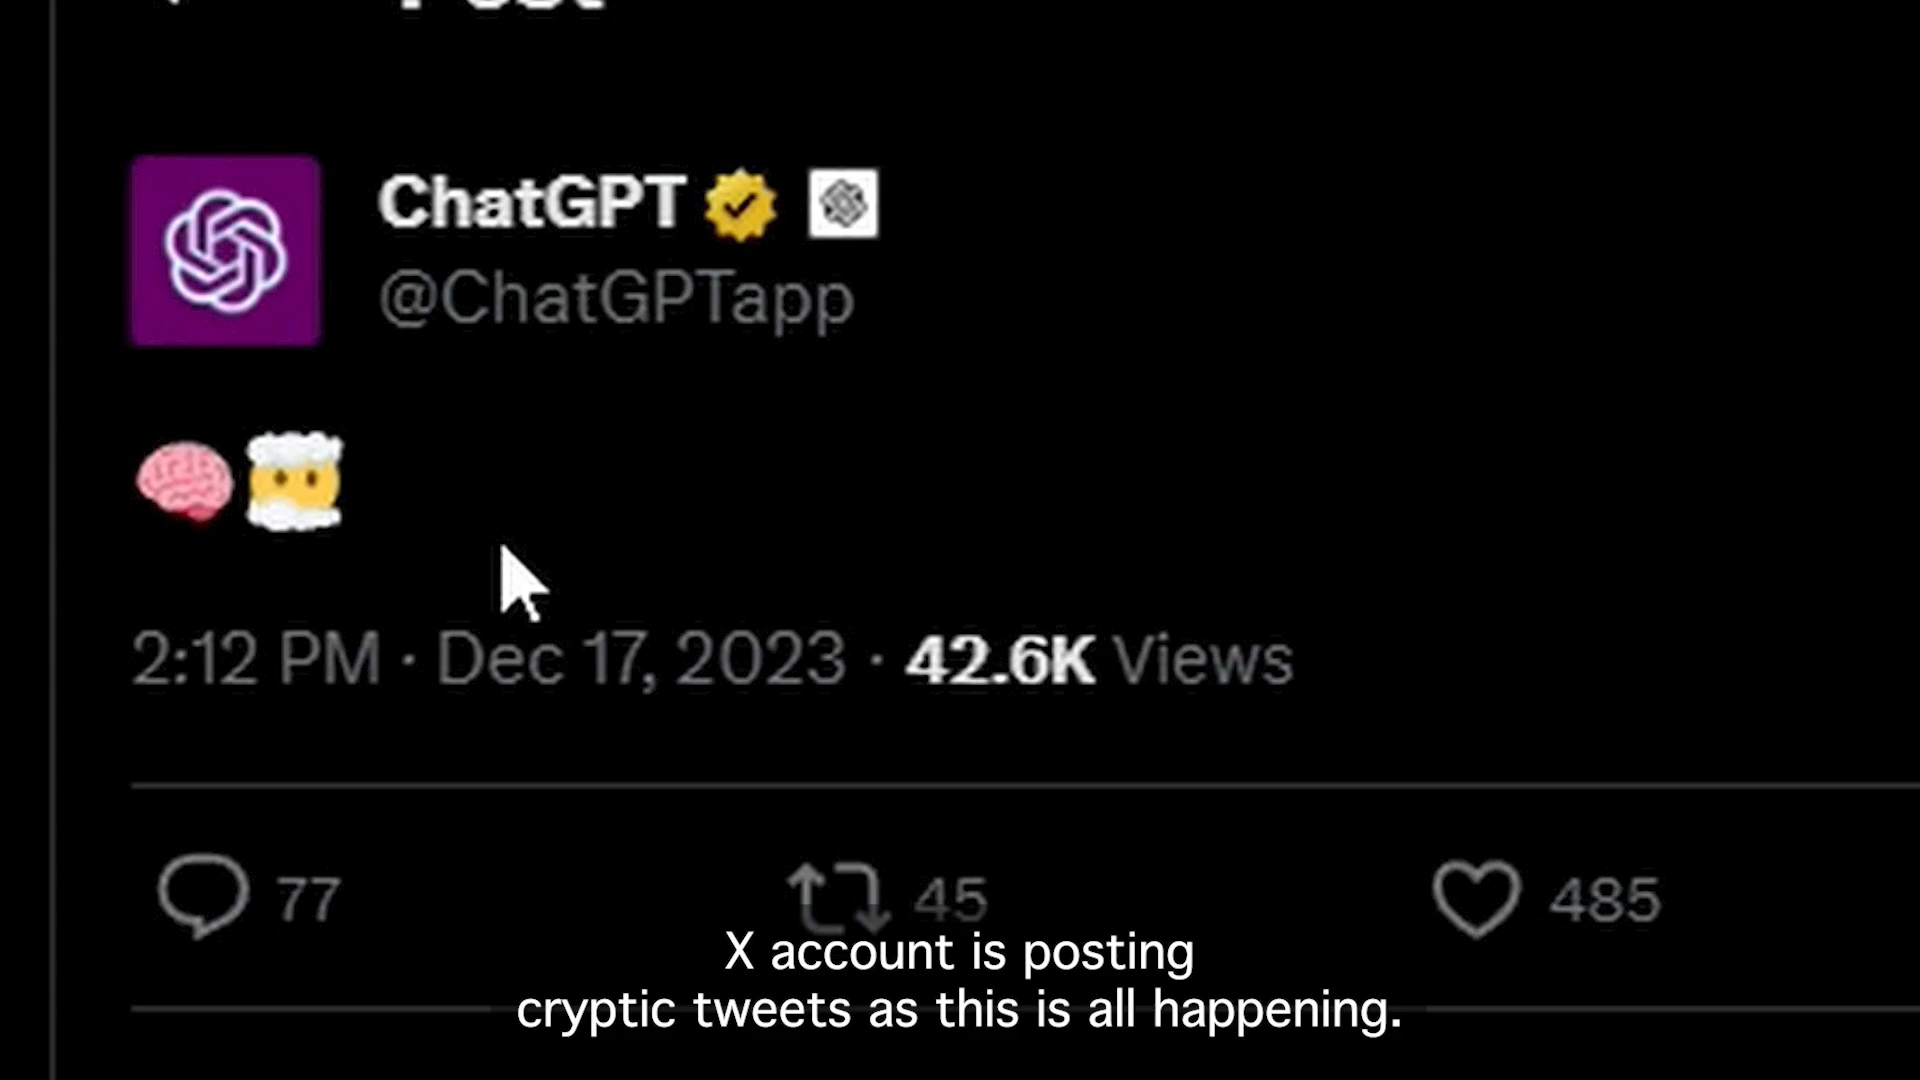 Post
ChatGPT
@ChatGPTapp
🧠
2:12 PM · Dec 17, 2023 · 42.6K Views
77 45 485
X account is posting
cryptic tweets as this is all happening.